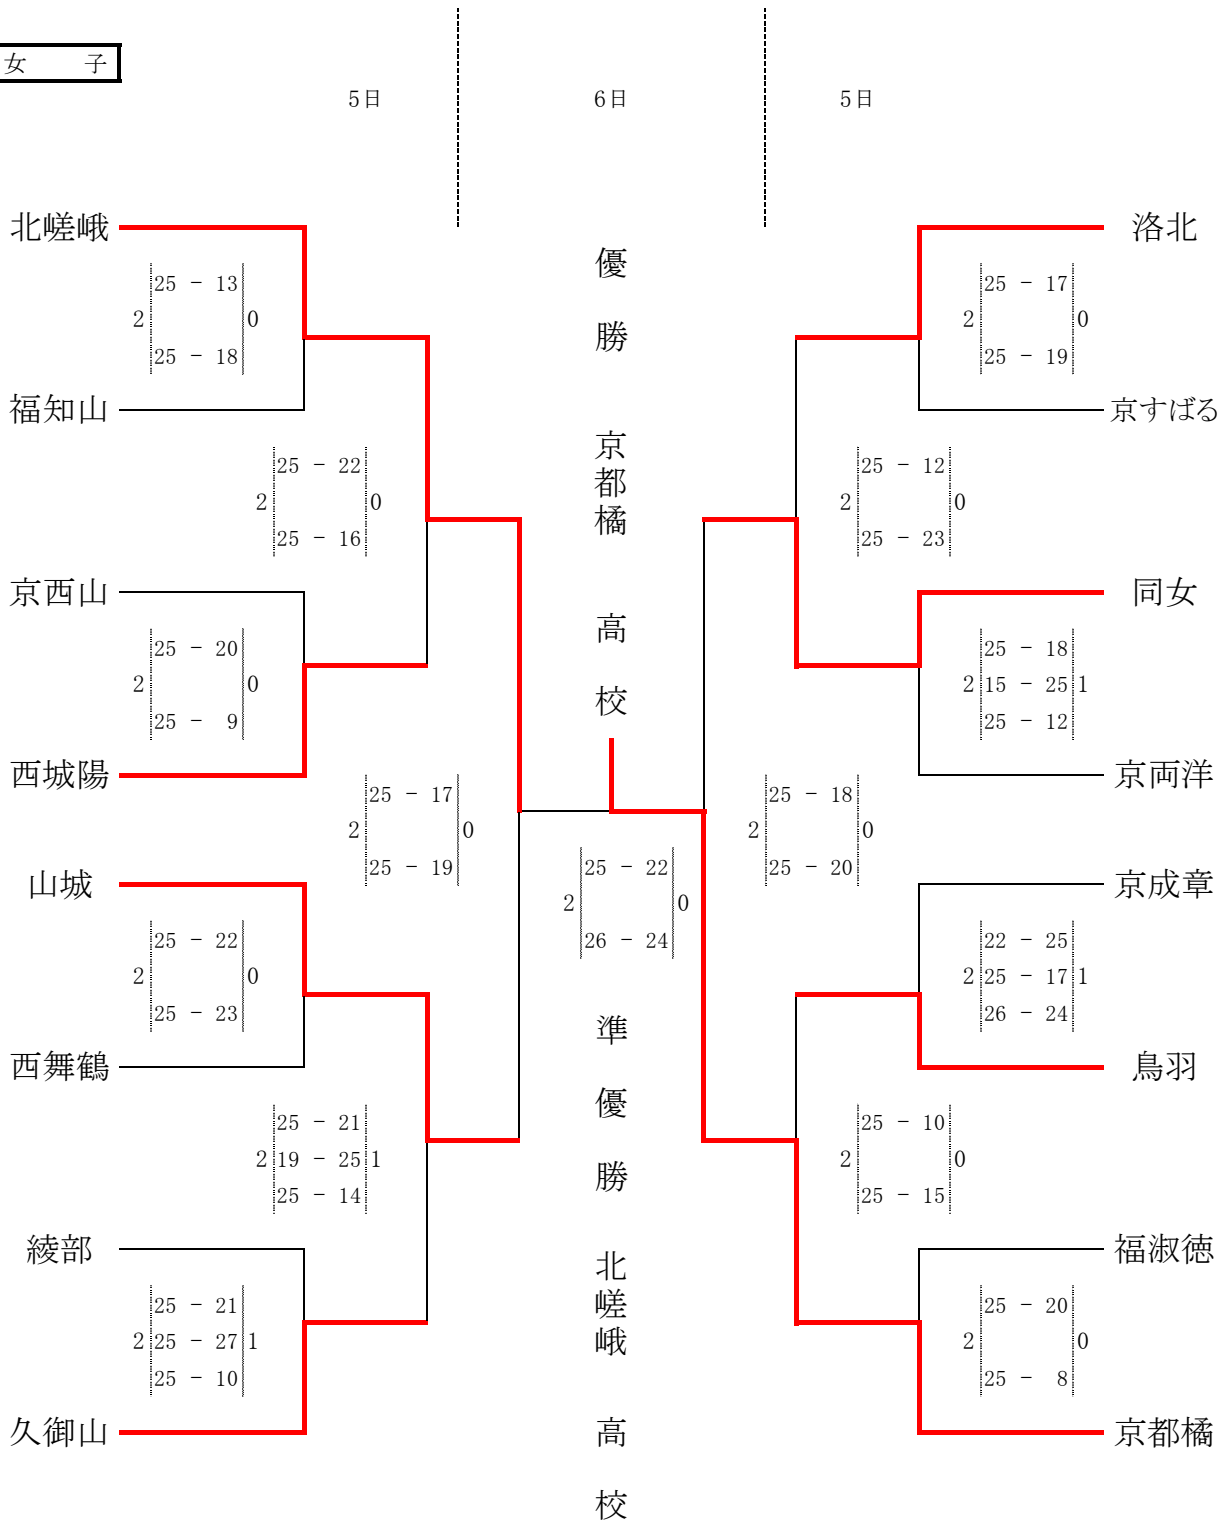 女 子
5日 6日 5日
北嵯峨
25 - 13
2 0
25 - 18
福知山
25 - 22
2 0
25 - 16
京西山
25 - 20
2 0
25 - 9
西城陽
25 - 17
2 0
25 - 19
山城
25 - 22
2 0
25 - 23
西舞鶴
25 - 21
2 19 - 25 1
25 - 14
綾部
25 - 21
2 25 - 27 1
25 - 10
久御山
優勝 京都橘 高校
25 - 22
2 0
26 - 24
準優勝 北嵯峨 高校
洛北
25 - 17
2 0
25 - 19
京すばる
25 - 12
2 0
25 - 23
同女
25 - 18
2 15 - 25 1
25 - 12
京両洋
25 - 18
2 0
25 - 20
京成章
22 - 25
2 25 - 17 1
26 - 24
鳥羽
25 - 10
2 0
25 - 15
福淑徳
25 - 20
2 0
25 - 8
京都橘